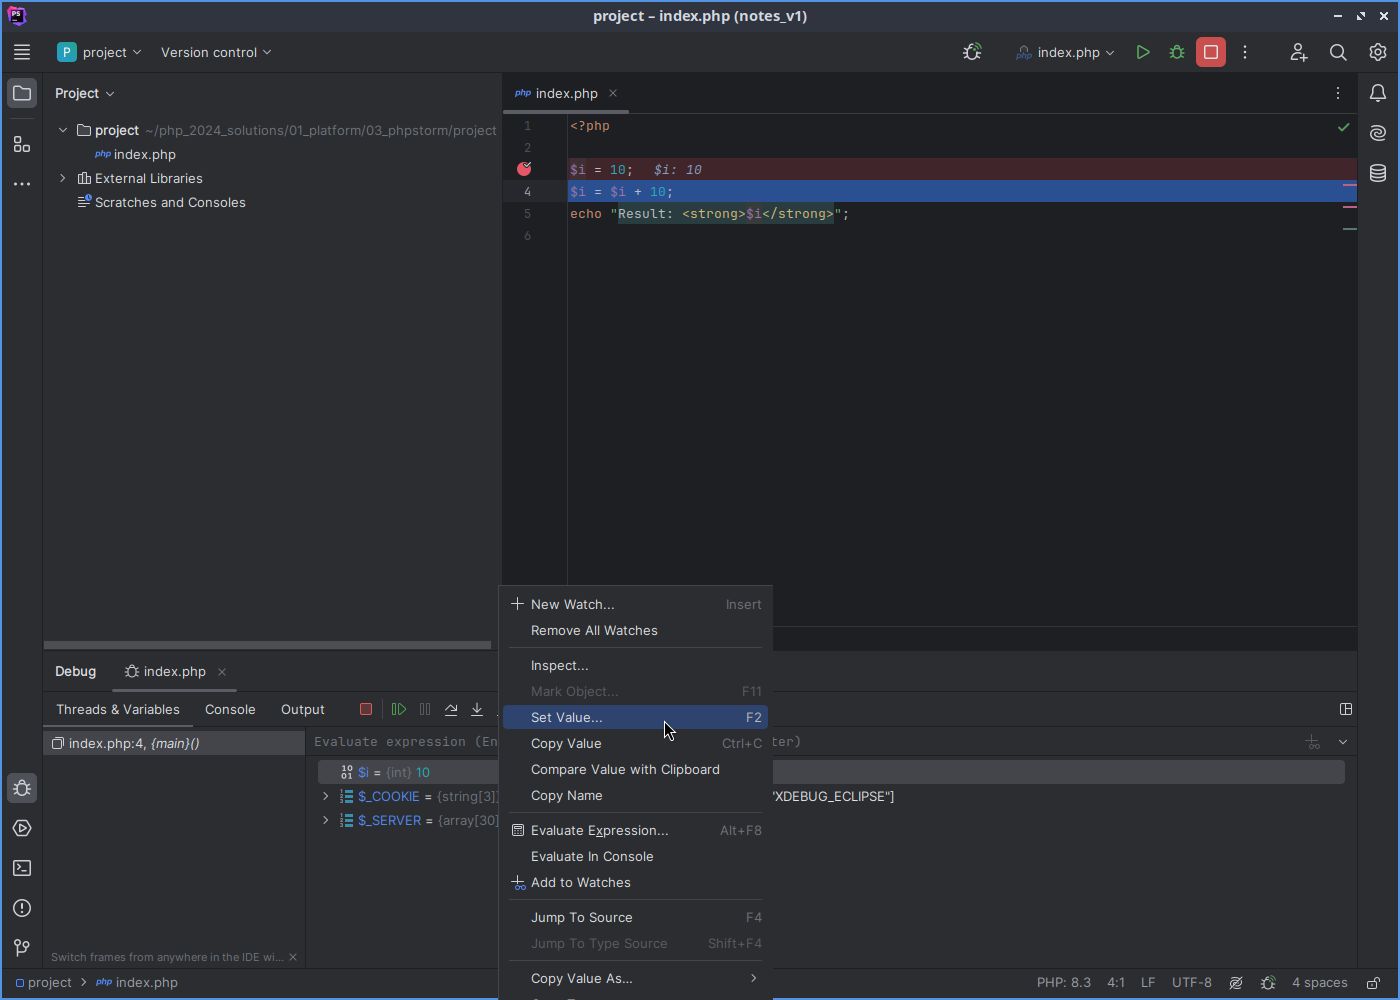 project – index.php (notes_v1)
P project Version control index.php
Project
php index.php
project ~/php_2024_solutions/01_platform/03_phpstorm/project
php index.php
External Libraries
Scratches and Consoles
1 <?php
2
$i = 10; $i: 10
4 $i = $i + 10;
5 echo "Result: <strong>$i</strong>";
6
Debug index.php
Threads & Variables Console Output
index.php:4, {main}()
Switch frames from anywhere in the IDE wi...
Evaluate expression (En ter)
$i = {int} 10
$_COOKIE = {string[3]} "XDEBUG_ECLIPSE"]
$_SERVER = {array[30]
New Watch... Insert
Remove All Watches
Inspect...
Mark Object... F11
Set Value... F2
Copy Value Ctrl+C
Compare Value with Clipboard
Copy Name
Evaluate Expression... Alt+F8
Evaluate In Console
Add to Watches
Jump To Source F4
Jump To Type Source Shift+F4
Copy Value As...
project php index.php PHP: 8.3 4:1 LF UTF-8 4 spaces